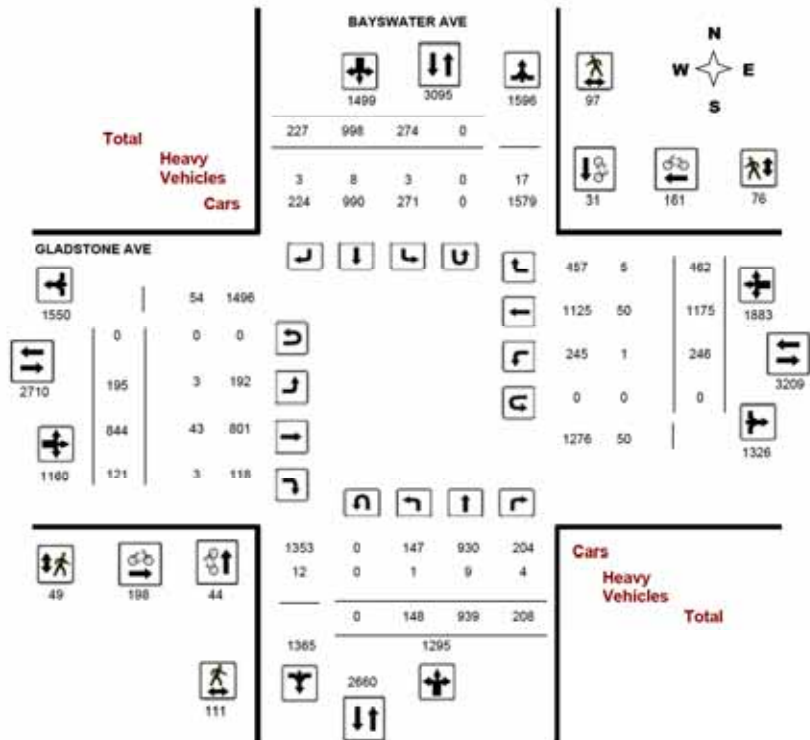 BAYSWATER AVE
N
W E
S
1499 3095 1596 97
Total 227 998 274 0
Heavy
Vehicles 3 8 3 0 17
Cars 224 990 271 0 1579
31 161 76
GLADSTONE AVE
1550 54 1496
0 0 0
2710 195 3 192
844 43 801
1160 121 3 118
457 5 462
1883
1125 50 1175
245 1 246
3209
0 0 0
1276 50 1326
49 198 44
1353 0 147 930 204
12 0 1 9 4
0 148 939 208
1365 1295
2660
111
Cars
Heavy
Vehicles
Total